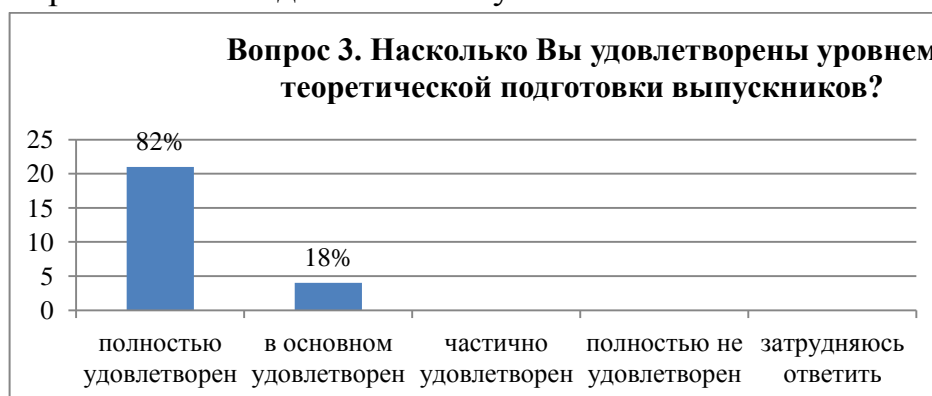 Вопрос 3. Насколько Вы удовлетворены уровнем
теоретической подготовки выпускников?
25
82%
20
15
10
18%
5
0
полностью удовлетворен
в основном удовлетворен
частично удовлетворен
полностью не удовлетворен
затрудняюсь ответить